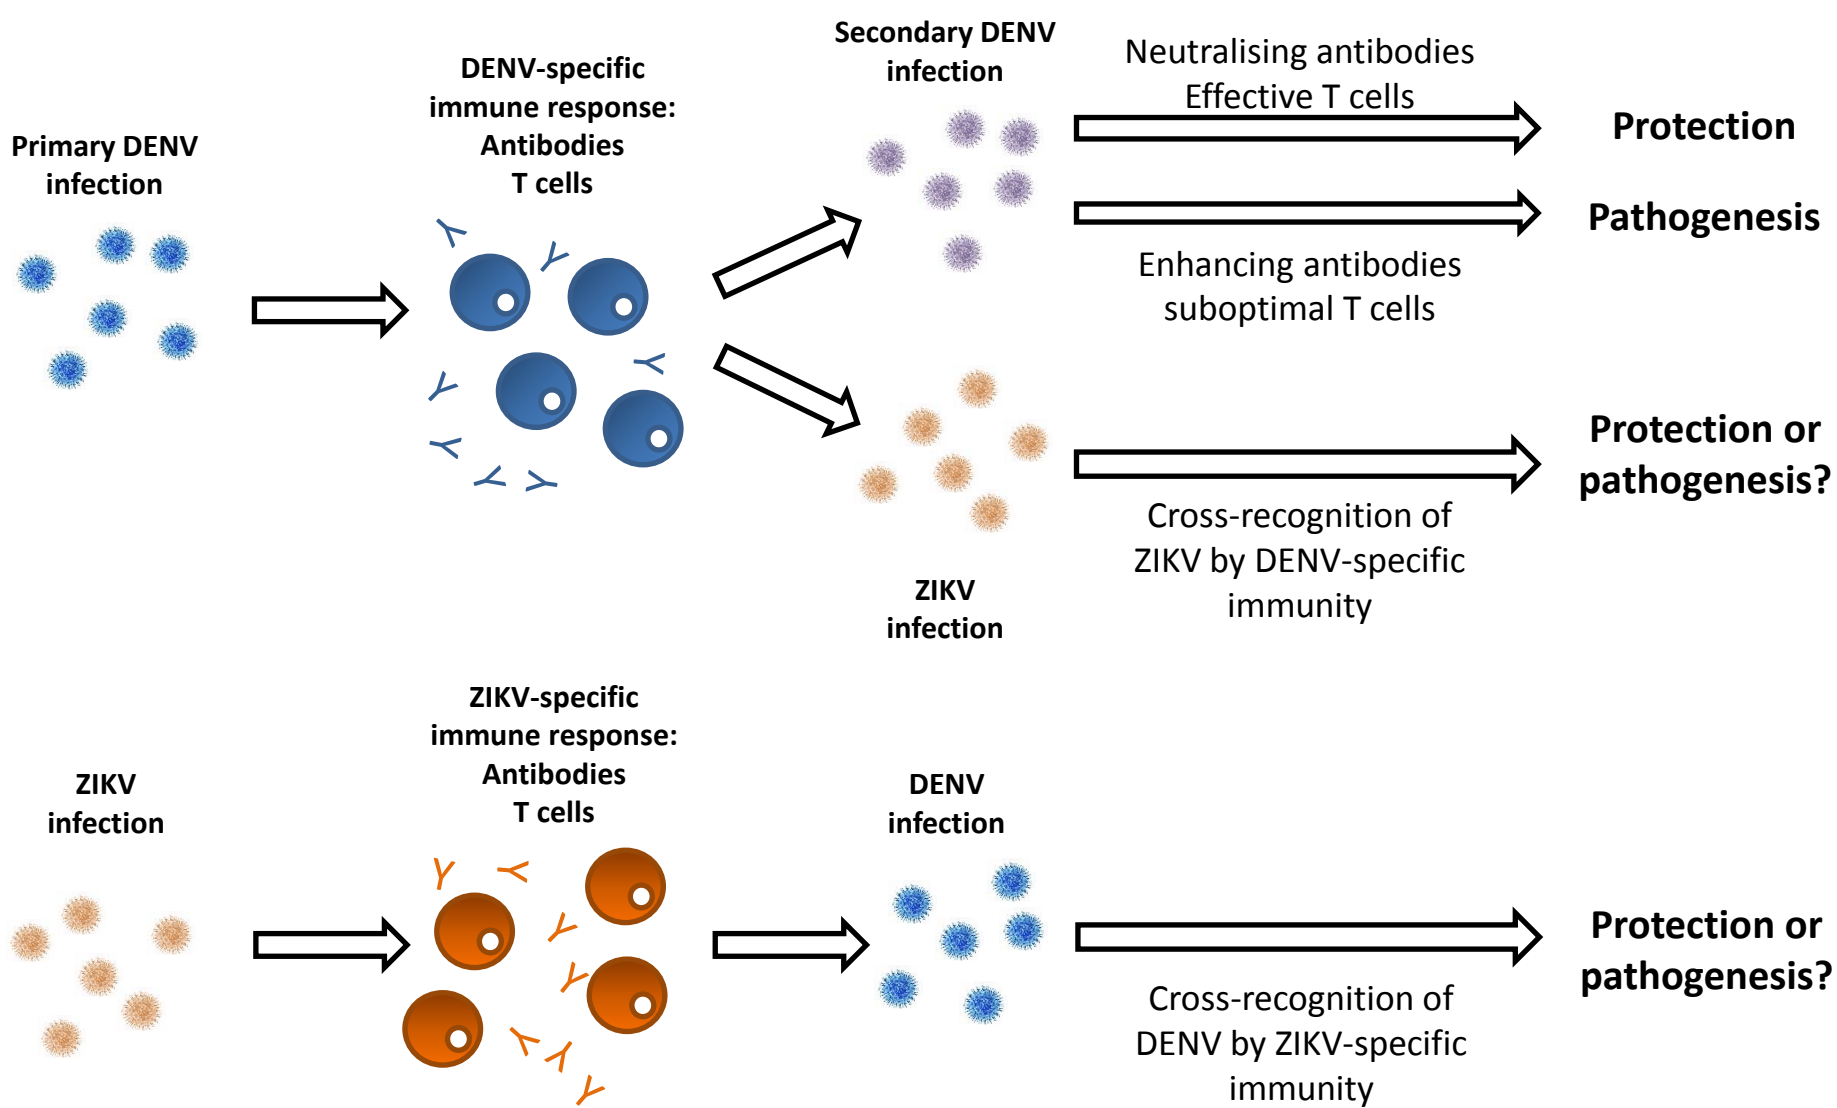 Primary DENV
infection
DENV-specific
immune response:
Antibodies
T cells
Secondary DENV
infection
Neutralising antibodies
Effective T cells
Protection
Pathogenesis
Enhancing antibodies
suboptimal T cells
ZIKV
infection
Cross-recognition of
ZIKV by DENV-specific
immunity
Protection or
pathogenesis?
ZIKV
infection
ZIKV-specific
immune response:
Antibodies
T cells
DENV
infection
Cross-recognition of
DENV by ZIKV-specific
immunity
Protection or
pathogenesis?